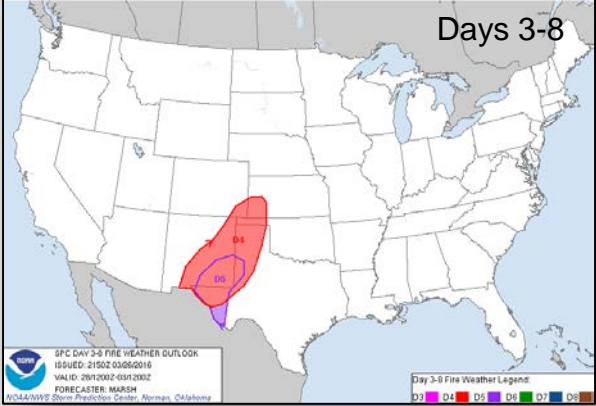 Days 3-8
D4
D5
NOAA
SPC DAY 3-8 FIRE WEATHER OUTLOOK
ISSUED: 2150Z 03/26/2016
VALID: 28/1200Z-03/1200Z
FORECASTER: MARSH
NOAA/NWS Storm Prediction Center, Norman, Oklahoma
Day 3-8 Fire Weather Legend:
D3 D4 D5 D6 D7 D8